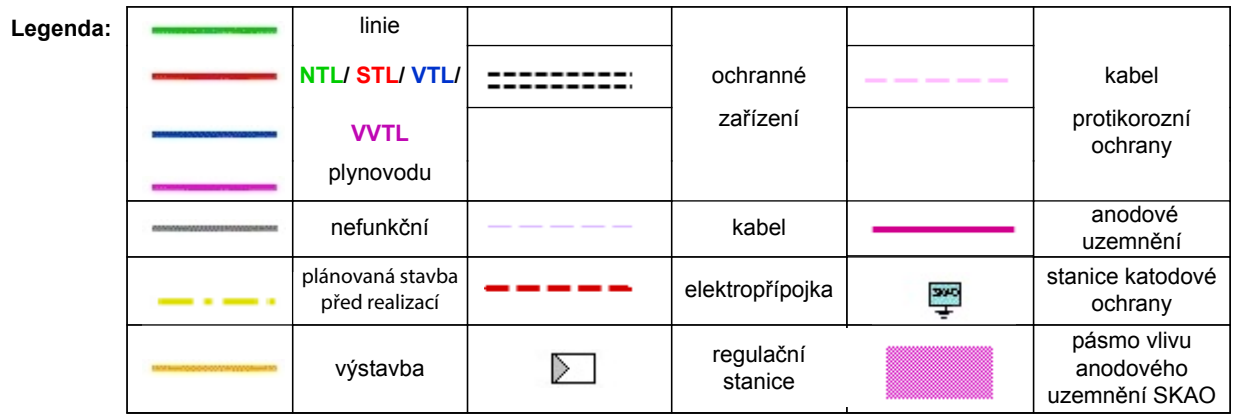 Legenda:
linie
NTL/ STL/ VTL/
VVTL
plynovodu
ochranné
zařízení
kabel
protikorozní
ochrany
nefunkční
kabel
anodové
uzemnění
plánovaná stavba
před realizací
elektropřípojka
SKAO
stanice katodové
ochrany
výstavba
regulační
stanice
pásmo vlivu
anodového
uzemnění SKAO